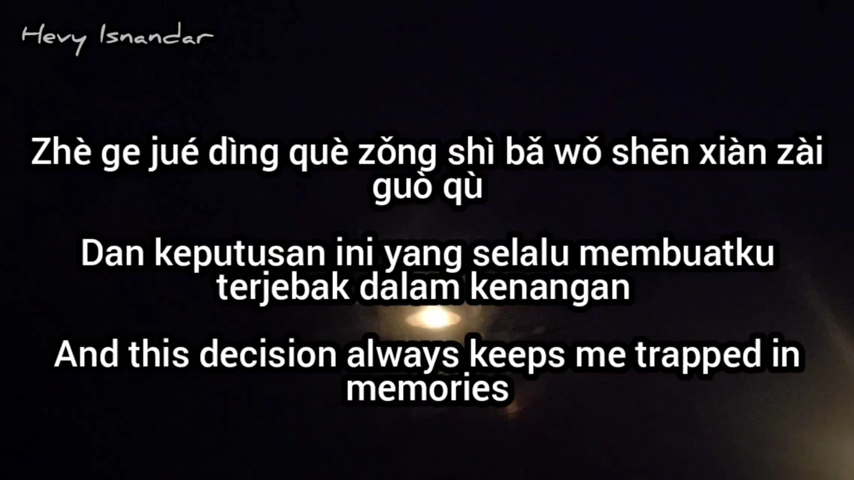 Hevy Isnandar
Zhè ge jué dìng què zǒng shì bǎ wǒ shēn xiàn zài
guò qù
Dan keputusan ini yang selalu membuatku
terjebak dalam kenangan
And this decision always keeps me trapped in
memories